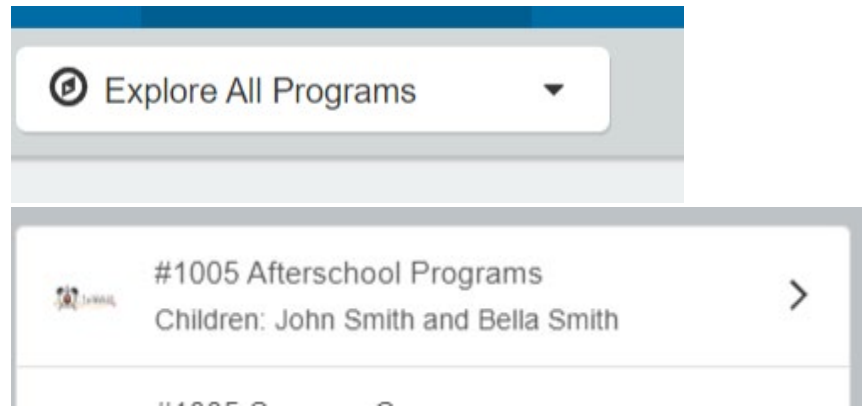 Explore All Programs
#1005 Afterschool Programs
Children: John Smith and Bella Smith